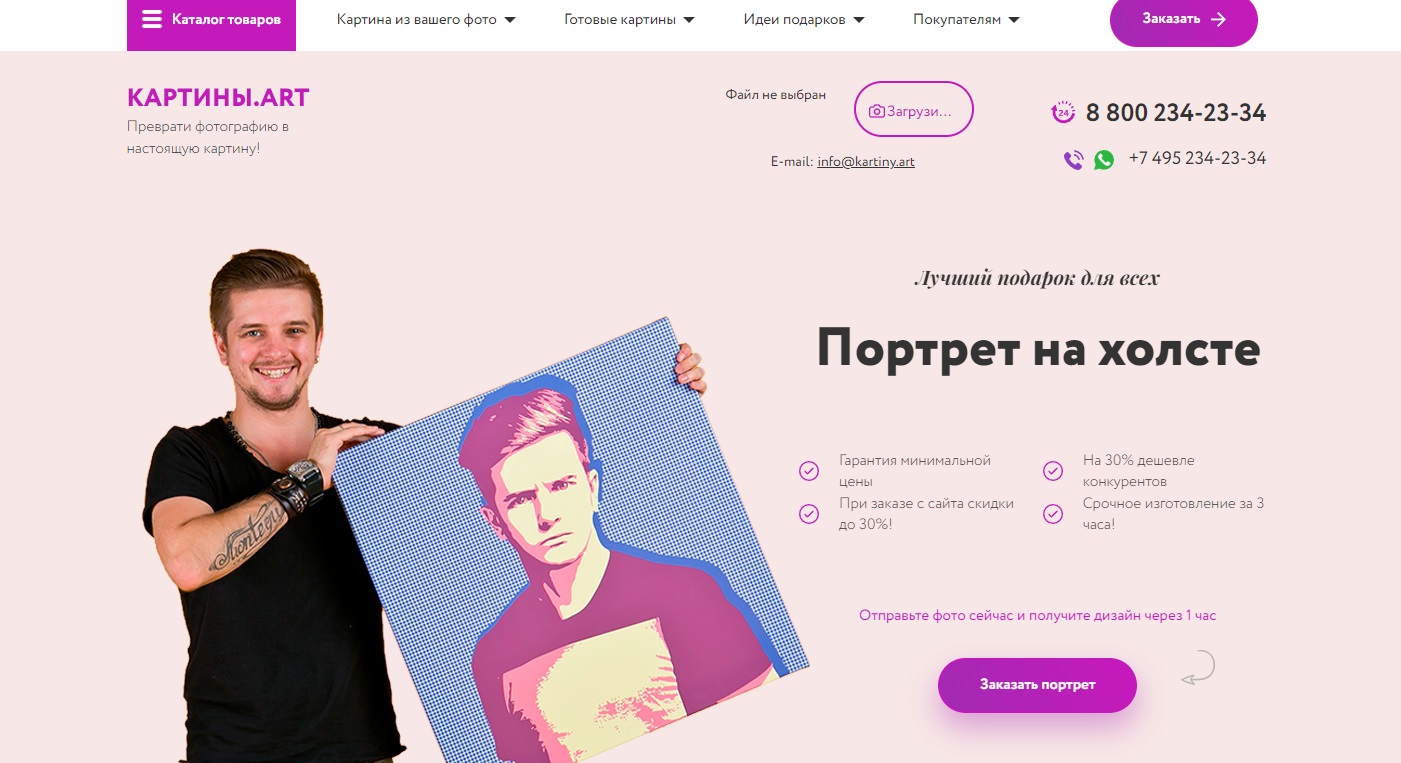 Каталог товаров
Картина из вашего фото
Готовые картины
Идеи подарков
Покупателям
Заказать
КАРТИНЫ.ART
Преврати фотографию в
настоящую картину!
Файл не выбран
Загрузи...
E-mail: info@kartiny.art
24
8 800 234-23-34
+7 495 234-23-34
Лучший подарок для всех
Портрет на холсте
Гарантия минимальной
цены
На 30% дешевле
конкурентов
При заказе с сайта скидки
до 30%!
Срочное изготовление за 3
часа!
Отправьте фото сейчас и получите дизайн через 1 час
Заказать портрет